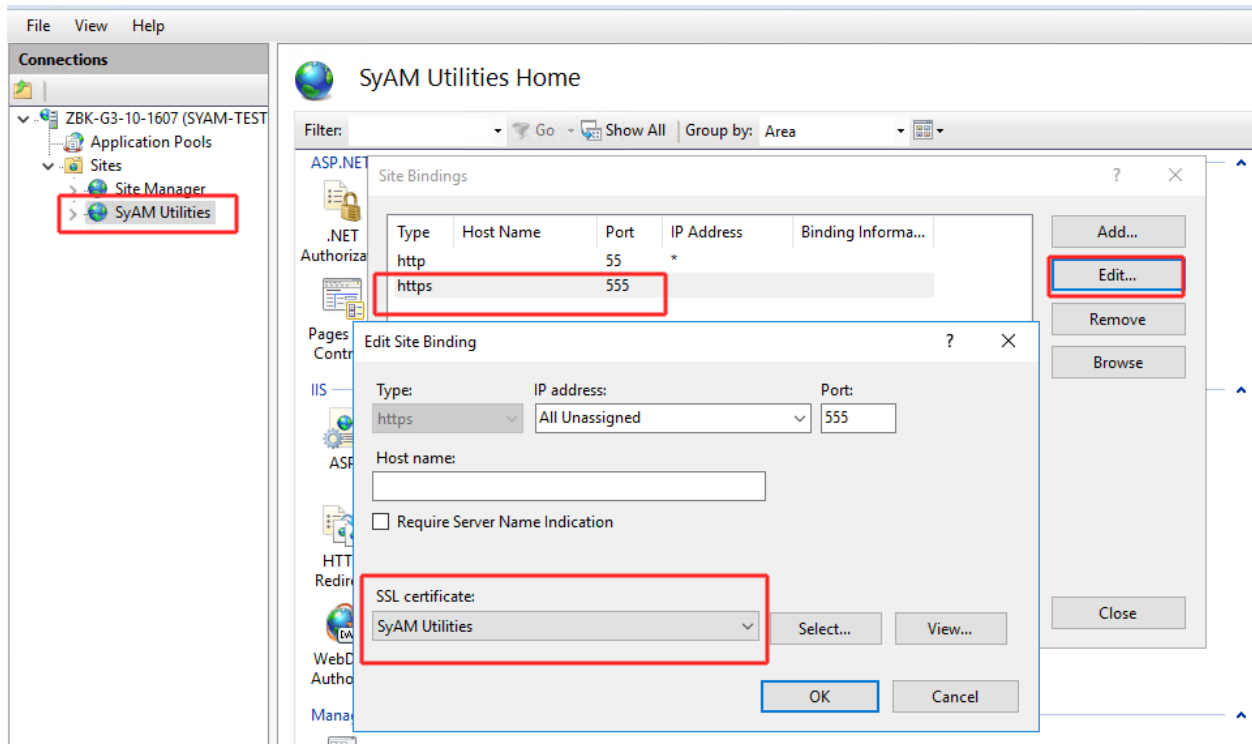 File View Help
Connections
SyAM Utilities Home
ZBK-G3-10-1607 (SYAM-TEST
Application Pools
Sites
Site Manager
SyAM Utilities
Filter: Go Show All Group by: Area
ASP.NET
.NET
Authoriza
Pages
Contr
IIS
ASP
HTT
Redire
WebD
Autho
Mana
Site Bindings ?
Type Host Name Port IP Address Binding Informa...
http 55 *
https 555
Add...
Edit...
Remove
Browse
Close
Edit Site Binding ?
Type: IP address: Port:
https All Unassigned 555
Host name:
Require Server Name Indication
SSL certificate:
SyAM Utilities Select... View...
OK Cancel